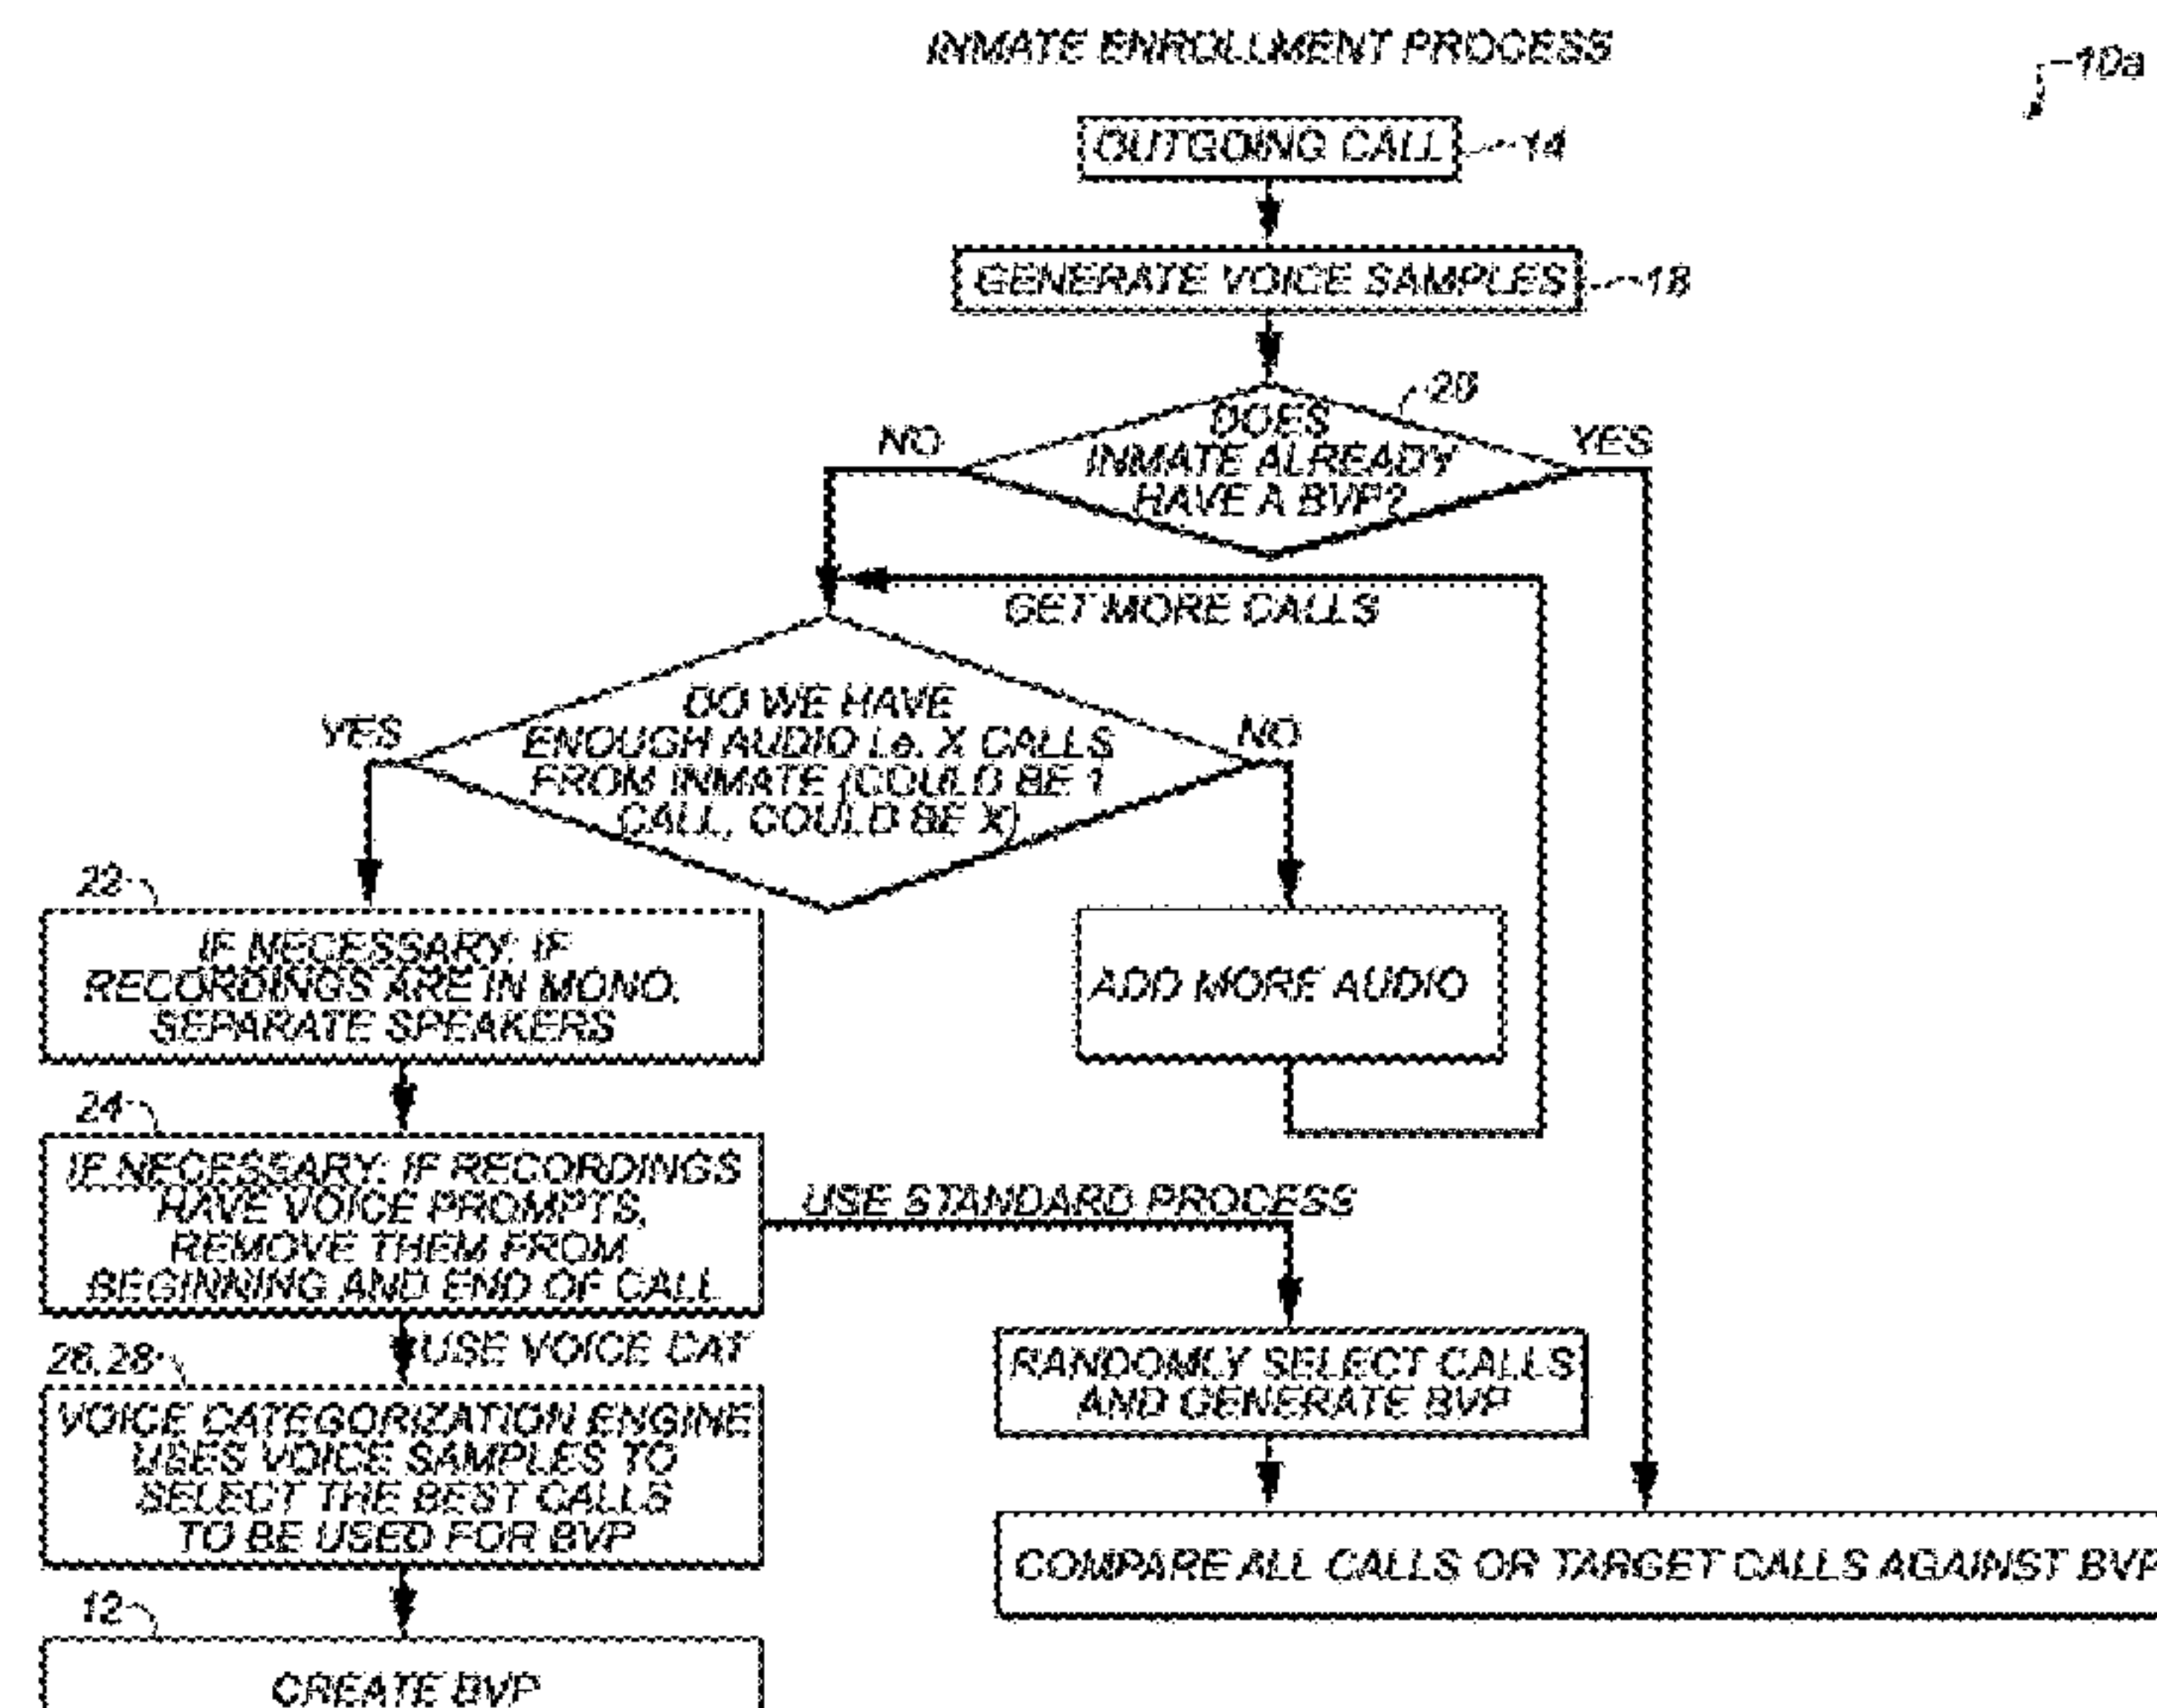 INMATE ENROLLMENT PROCESS
10a
OUTGOING CALL
14
GENERATE VOICE SAMPLES
18
20
DOES
INMATE ALREADY
HAVE A BVP?
NO
YES
GET MORE CALLS
DO WE HAVE
ENOUGH AUDIO i.e. X CALLS
FROM INMATE (COULD BE 1
CALL, COULD BE X)
YES
NO
22
IF NECESSARY: IF
RECORDINGS ARE IN MONO,
SEPARATE SPEAKERS
ADD MORE AUDIO
24
IF NECESSARY: IF RECORDINGS
HAVE VOICE PROMPTS,
REMOVE THEM FROM
BEGINNING AND END OF CALL
USE STANDARD PROCESS
USE VOICE CAT
26,28
VOICE CATEGORIZATION ENGINE
USES VOICE SAMPLES TO
SELECT THE BEST CALLS
TO BE USED FOR BVP
RANDOMLY SELECT CALLS
AND GENERATE BVP
COMPARE ALL CALLS OR TARGET CALLS AGAINST BVP
12
CREATE BVP